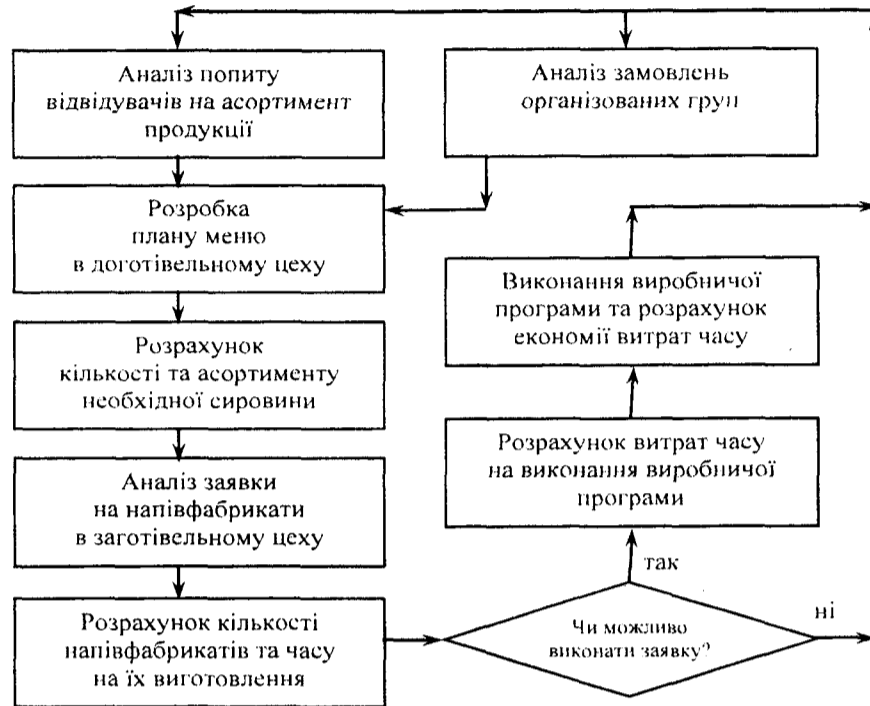 Аналіз попиту
відвідувачів на асортимент
продукції
Аналіз замовлень
організованих груп
Розробка
плану меню
в доготівельному цеху
Розрахунок
кількості та асортименту
необхідної сировини
Аналіз заявки
на напівфабрикати
в заготівельному цеху
Розрахунок кількості
напівфабрикатів та часу
на їх виготовлення
Чи можливо
виконати заявку?
так
ні
Розрахунок витрат часу
на виконання виробничої
програми
Виконання виробничої
програми та розрахунок
економії витрат часу